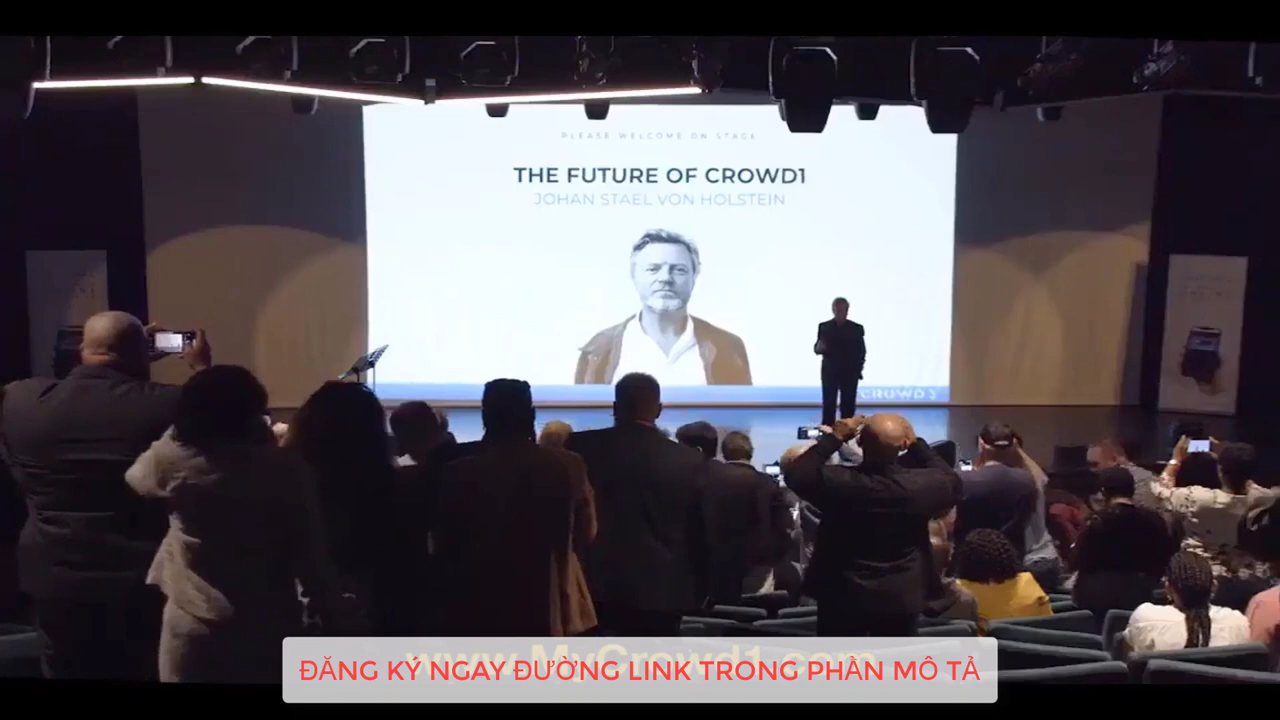 PLEASE WELCOME ON STAGE
THE FUTURE OF CROWD1
JOHAN STAEL VON HOLSTEIN
CROWD1
www.MyCrowd1.com
ĐĂNG KÝ NGAY ĐƯỜNG LINK TRONG PHẦN MÔ TẢ